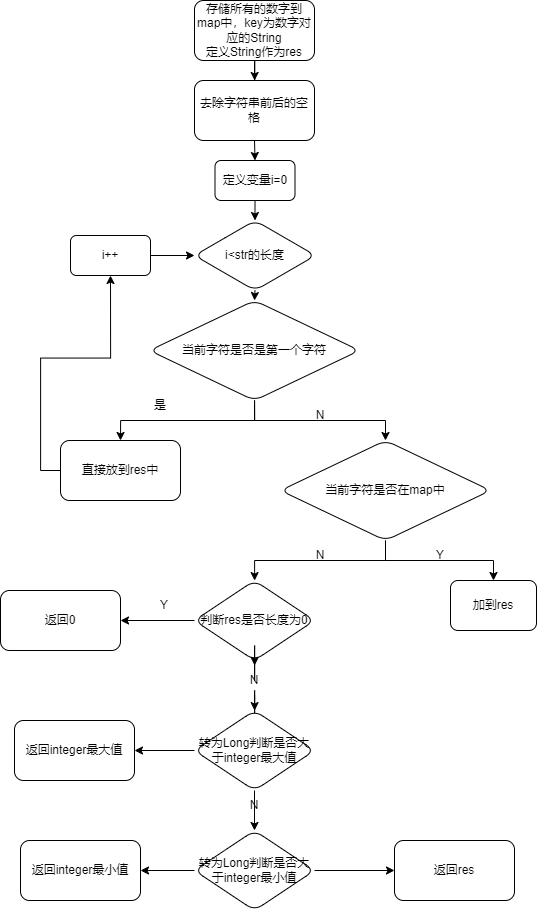 存储所有的数字到
map中，key为数字对
应的String
定义String作为res
去除字符串前后的空
格
定义变量i=0
i++
i<str的长度
当前字符是否是第一个字符
是
N
直接放到res中
当前字符是否在map中
N
Y
加到res
Y
返回0
判断res是否长度为0
N
返回integer最大值
转为Long判断是否大
于integer最大值
N
返回integer最小值
转为Long判断是否大
于integer最小值
返回res